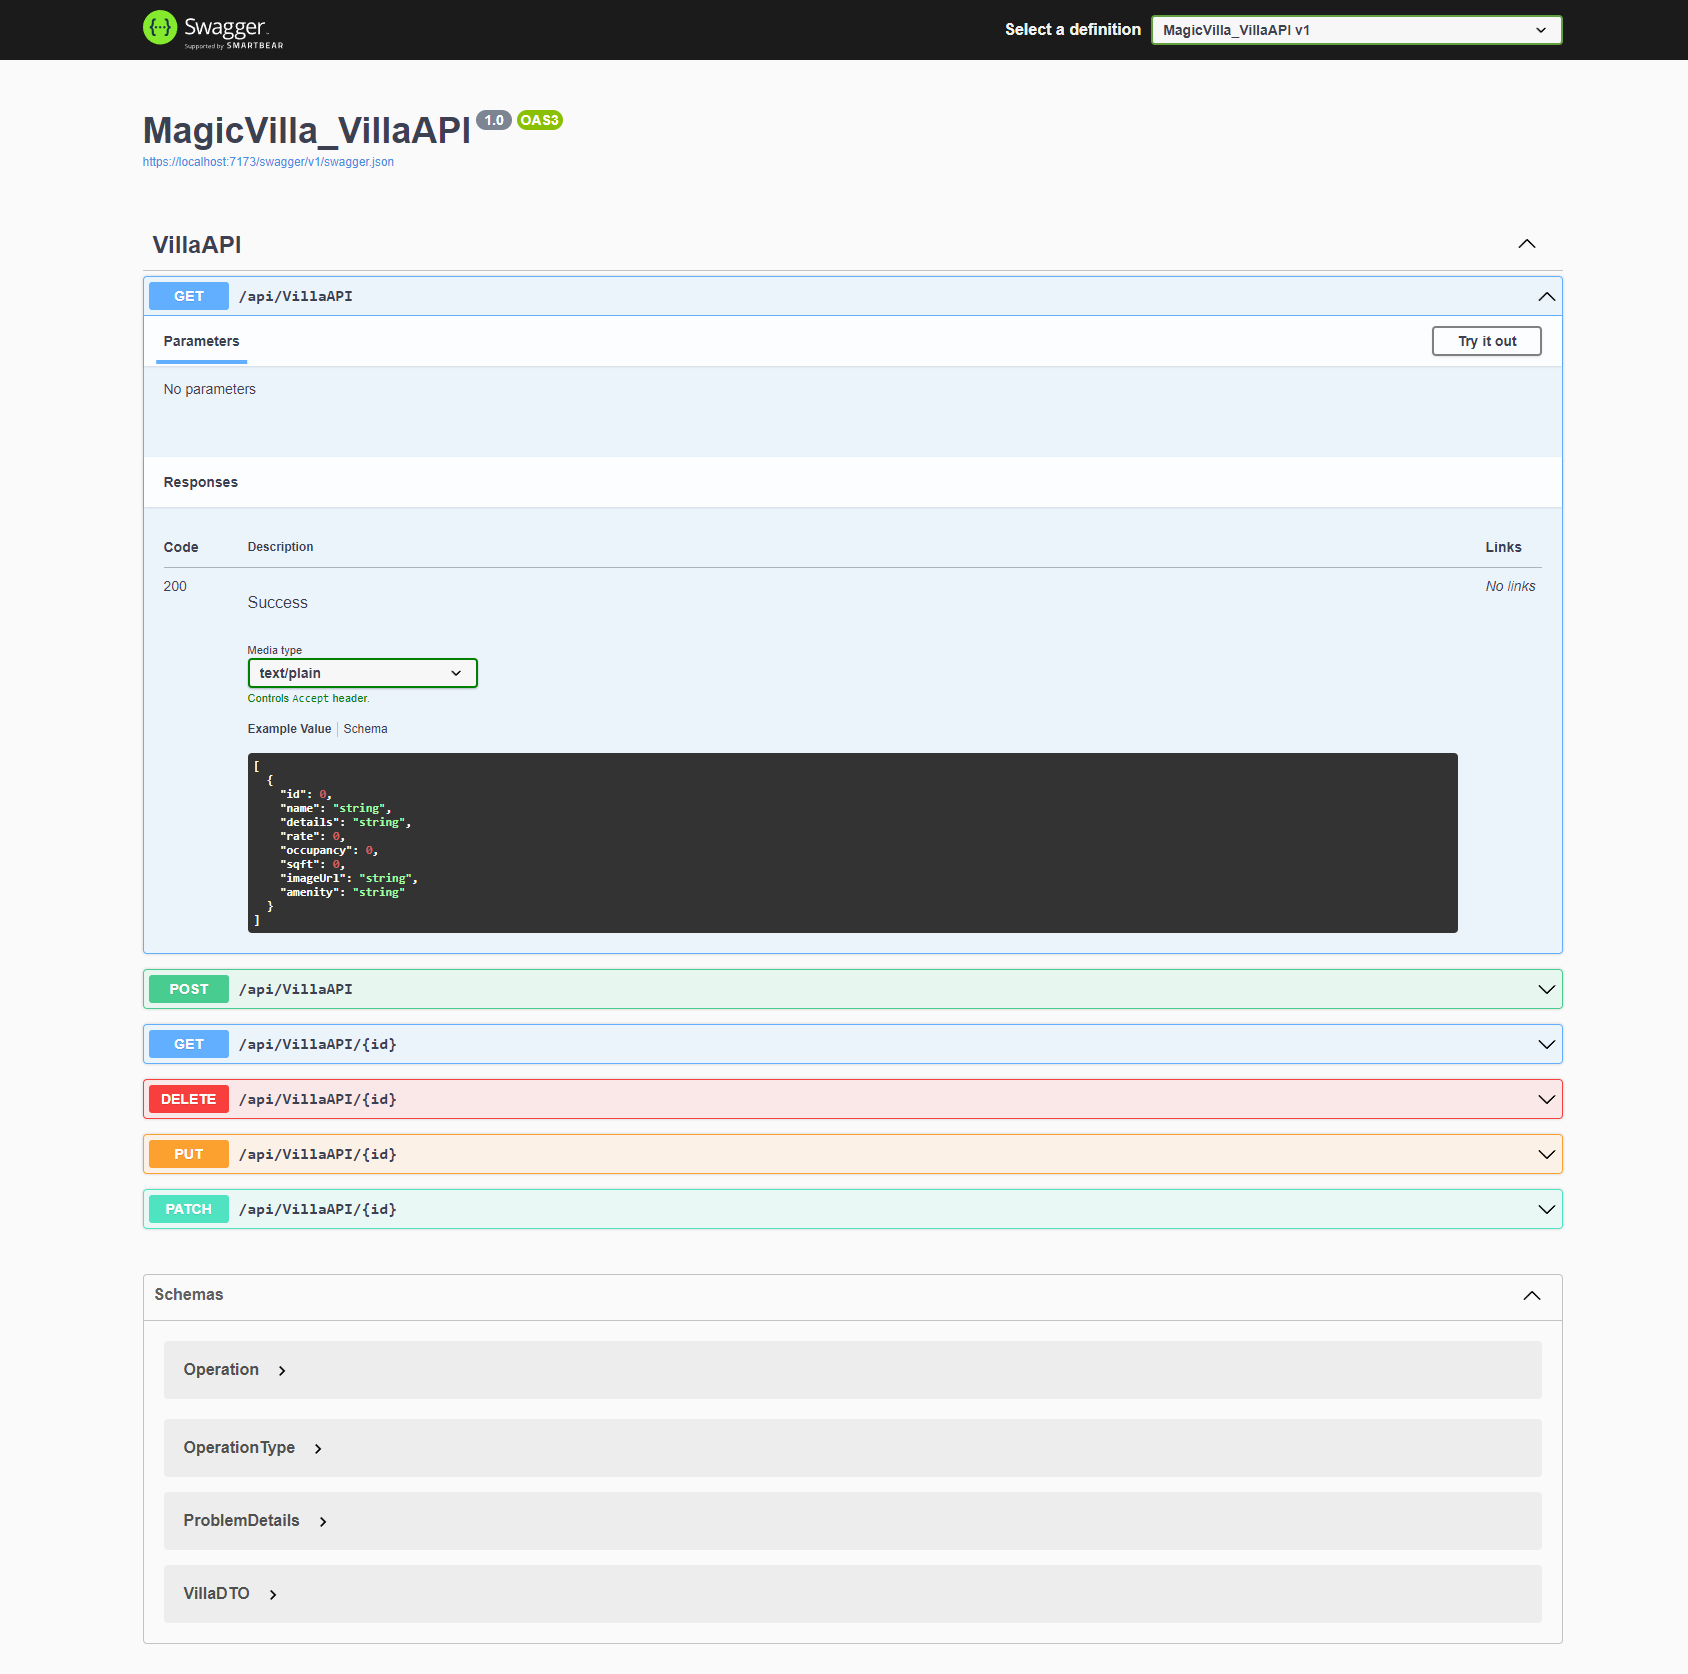 Swagger
Supported by SMARTBEAR
Select a definition
MagicVilla_VillaAPI v1
MagicVilla_VillaAPI 1.0 OAS3
https://localhost:7173/swagger/v1/swagger.json
VillaAPI
GET /api/VillaAPI
Parameters
Try it out
No parameters
Responses
Code Description Links
200 Success No links
Media type
text/plain
Controls Accept header.
Example Value Schema
[
{
"id": 0,
"name": "string",
"details": "string",
"rate": 0,
"occupancy": 0,
"sqft": 0,
"imageUrl": "string",
"amenity": "string"
}
]
POST /api/VillaAPI
GET /api/VillaAPI/{id}
DELETE /api/VillaAPI/{id}
PUT /api/VillaAPI/{id}
PATCH /api/VillaAPI/{id}
Schemas
Operation
OperationType
ProblemDetails
VillaDTO